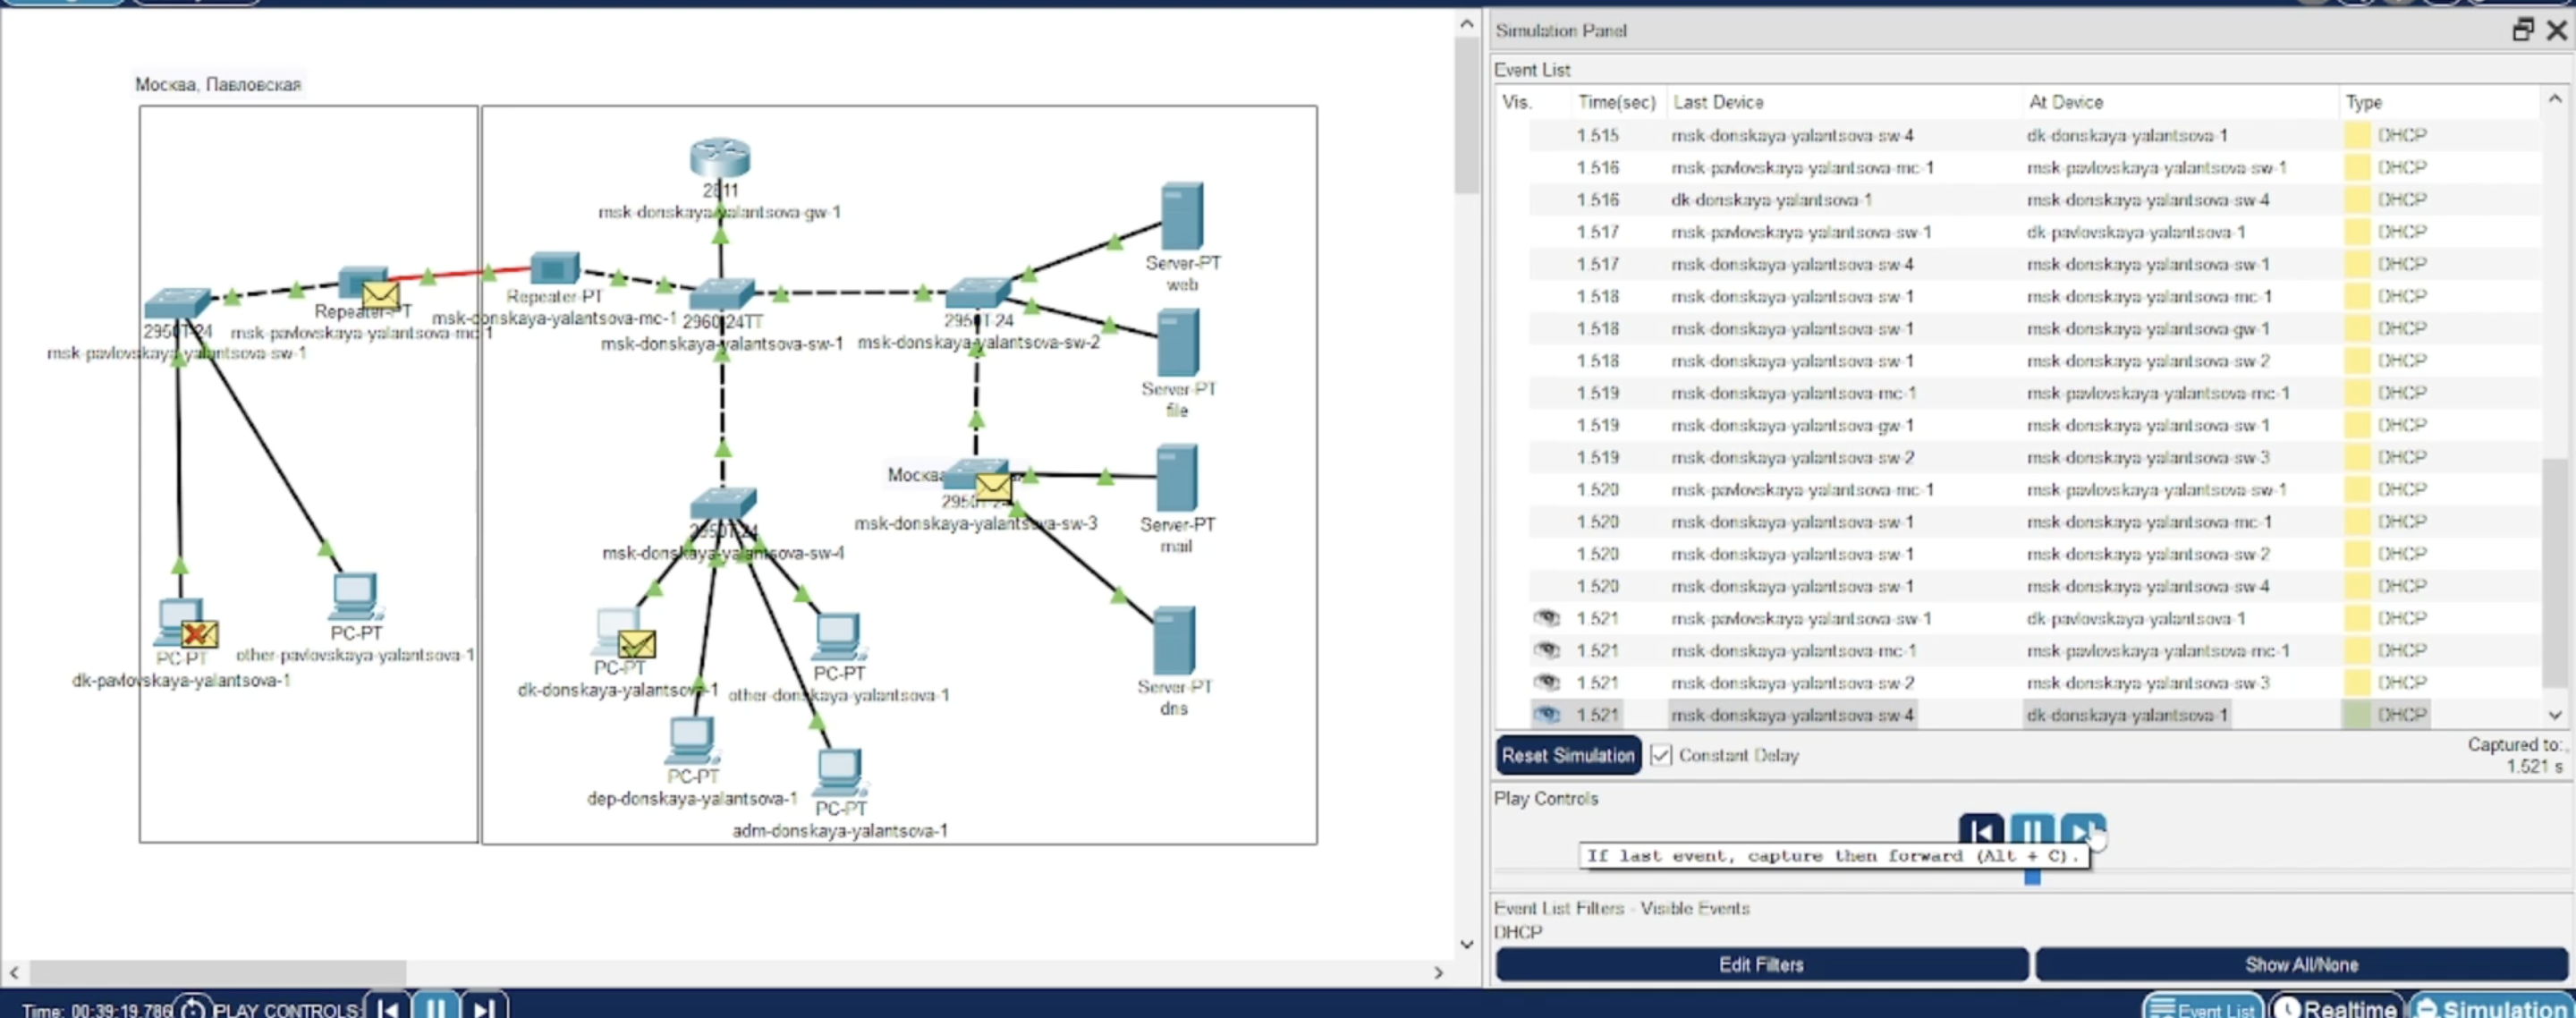 Москва, Павловская
2811
msk-donskaya-yalantsova-gw-1
Server-PT
web
Repeater-PT
msk-pavlovskaya-yalantsova-mc-1
Repeater-PT
msk-donskaya-yalantsova-mc-1
2950T-24
msk-pavlovskaya-yalantsova-sw-1
2960-24TT
msk-donskaya-yalantsova-sw-1
2950T-24
msk-donskaya-yalantsova-sw-2
Server-PT
file
Москва
2950T-24
msk-donskaya-yalantsova-sw-3
Server-PT
mail
2950T-24
msk-donskaya-yalantsova-sw-4
PC-PT
dk-pavlovskaya-yalantsova-1
PC-PT
other-pavlovskaya-yalantsova-1
PC-PT
dk-donskaya-yalantsova-1
PC-PT
other-donskaya-yalantsova-1
Server-PT
dns
PC-PT
dep-donskaya-yalantsova-1
PC-PT
adm-donskaya-yalantsova-1
Simulation Panel
Event List
Vis. Time(sec) Last Device At Device Type
1.515 msk-donskaya-yalantsova-sw-4 dk-donskaya-yalantsova-1 DHCP
1.516 msk-pavlovskaya-yalantsova-mc-1 msk-pavlovskaya-yalantsova-sw-1 DHCP
1.516 dk-donskaya-yalantsova-1 msk-donskaya-yalantsova-sw-4 DHCP
1.517 msk-pavlovskaya-yalantsova-sw-1 dk-pavlovskaya-yalantsova-1 DHCP
1.517 msk-donskaya-yalantsova-sw-4 msk-donskaya-yalantsova-sw-1 DHCP
1.518 msk-donskaya-yalantsova-sw-1 msk-donskaya-yalantsova-mc-1 DHCP
1.518 msk-donskaya-yalantsova-sw-1 msk-donskaya-yalantsova-gw-1 DHCP
1.518 msk-donskaya-yalantsova-sw-1 msk-donskaya-yalantsova-sw-2 DHCP
1.519 msk-donskaya-yalantsova-mc-1 msk-pavlovskaya-yalantsova-mc-1 DHCP
1.519 msk-donskaya-yalantsova-gw-1 msk-donskaya-yalantsova-sw-1 DHCP
1.519 msk-donskaya-yalantsova-sw-2 msk-donskaya-yalantsova-sw-3 DHCP
1.520 msk-pavlovskaya-yalantsova-mc-1 msk-pavlovskaya-yalantsova-sw-1 DHCP
1.520 msk-donskaya-yalantsova-sw-1 msk-donskaya-yalantsova-mc-1 DHCP
1.520 msk-donskaya-yalantsova-sw-1 msk-donskaya-yalantsova-sw-2 DHCP
1.520 msk-donskaya-yalantsova-sw-1 msk-donskaya-yalantsova-sw-4 DHCP
1.521 msk-pavlovskaya-yalantsova-sw-1 dk-pavlovskaya-yalantsova-1 DHCP
1.521 msk-donskaya-yalantsova-mc-1 msk-pavlovskaya-yalantsova-mc-1 DHCP
1.521 msk-donskaya-yalantsova-sw-2 msk-donskaya-yalantsova-sw-3 DHCP
1.521 msk-donskaya-yalantsova-sw-4 dk-donskaya-yalantsova-1 DHCP
Reset Simulation Constant Delay Captured to:
1.521 s
Play Controls
If last event, capture then forward (Alt + C).
Event List Filters - Visible Events
DHCP
Edit Filters Show All/None
Time: 00:39:19.786 PLAY CONTROLS: Event List Realtime Simulation